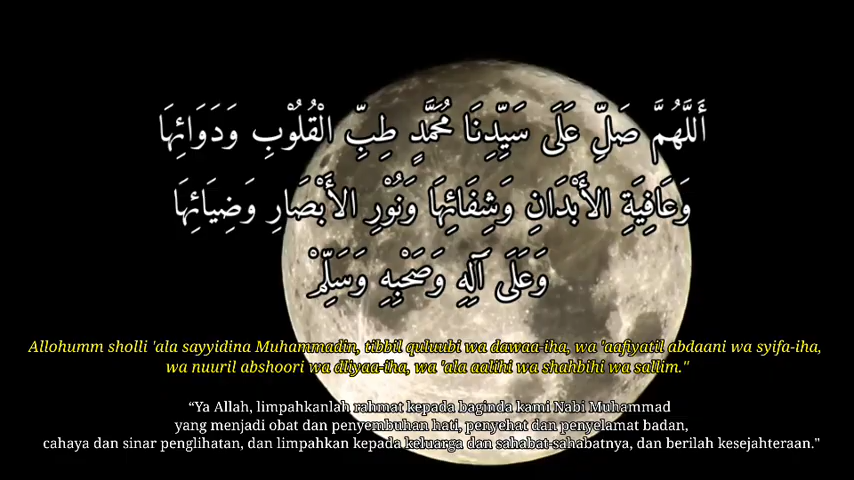 أَللَّهُمَّ صَلِّ عَلَى سَيِّدِنَا مُحَمَّدٍ طِبِّ الْقُلُوْبِ وَدَوَائِهَا
وَعَافِيَةِ الأَبْدَانِ وَشِفَائِهَا وَنُوْرِ الأَبْصَارِ وَضِيَائِهَا
وَعَلَى آلِهِ وَصَحْبِهِ وَسَلِّمْ
Allohumm sholli 'ala sayyidina Muhammadin, tibbil quluubi wa dawaa-iha, wa 'aafiyatil abdaani wa syifa-iha,
wa nuuril abshoori wa dliyaa-iha, wa 'ala aalihi wa shahbihi wa sallim."
“Ya Allah, limpahkanlah rahmat kepada baginda kami Nabi Muhammad
yang menjadi obat dan penyembuhan hati, penyehat dan penyelamat badan,
cahaya dan sinar penglihatan, dan limpahkan kepada keluarga dan sahabat-sahabatnya, dan berilah kesejahteraan.”